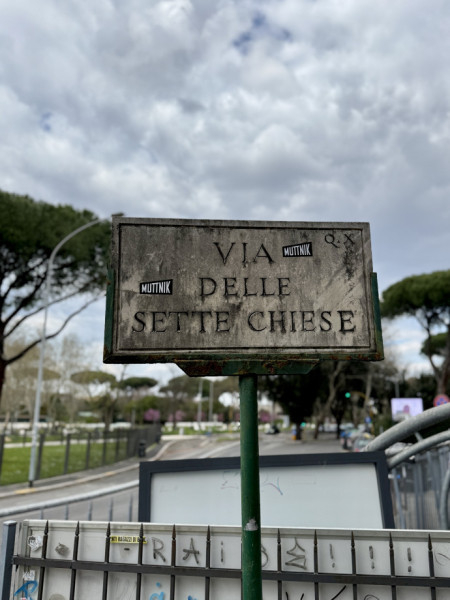 Q. X
VIA
MUTTNIK
MUTTNIK
DELLE
SETTE CHIESE